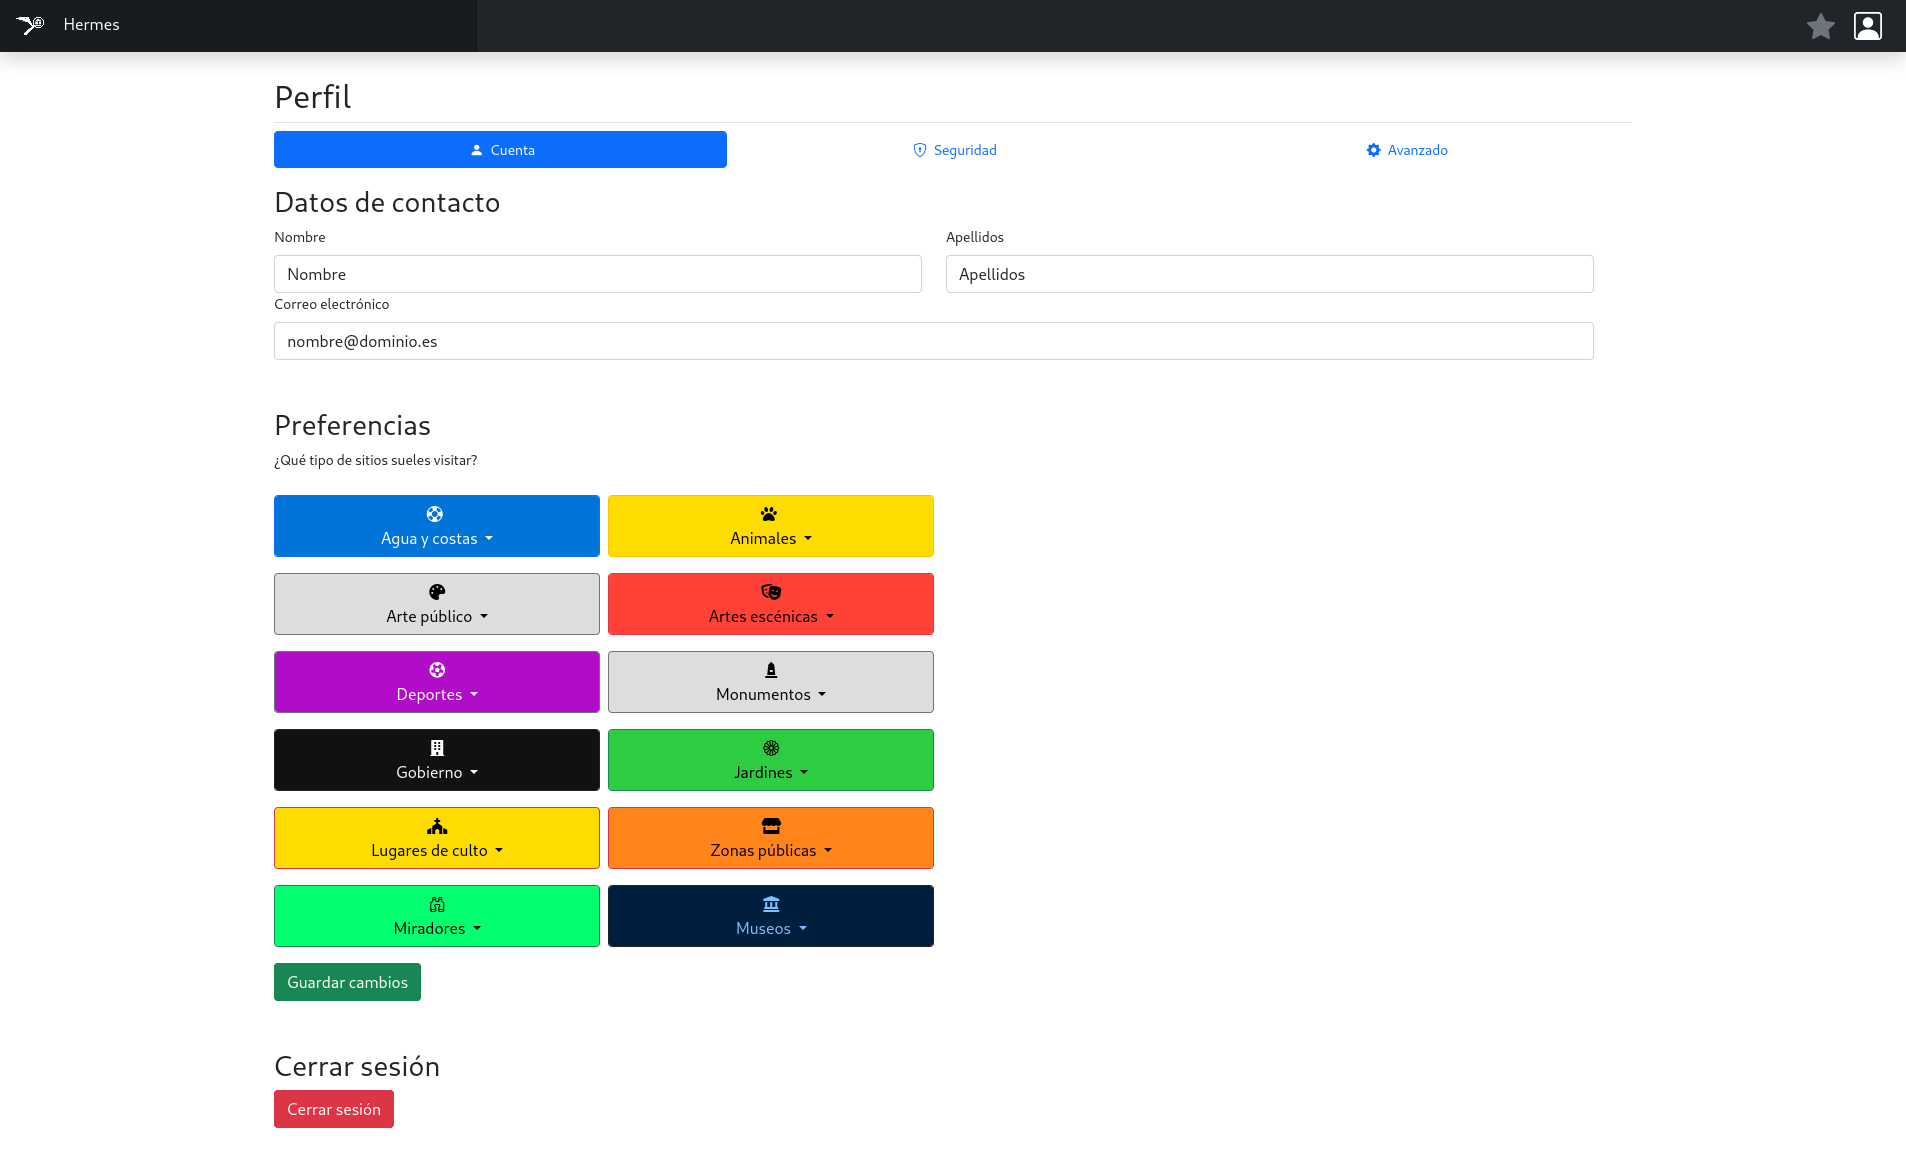 Hermes
Perfil
Cuenta
Seguridad
Avanzado
Datos de contacto
Nombre
Apellidos
Nombre
Apellidos
Correo electrónico
nombre@dominio.es
Preferencias
¿Qué tipo de sitios sueles visitar?
Agua y costas
Animales
Arte público
Artes escénicas
Deportes
Monumentos
Gobierno
Jardines
Lugares de culto
Zonas públicas
Miradores
Museos
Guardar cambios
Cerrar sesión
Cerrar sesión